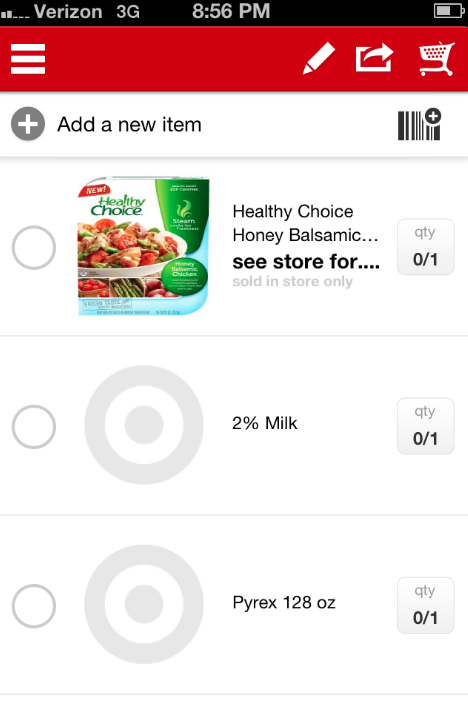 Verizon 3G 8:56 PM
Add a new item
NEW!
Healthy
Choice
Steam
Honey
Balsamic
Chicken
Healthy Choice
Honey Balsamic...
see store for....
sold in store only
qty
0/1
2% Milk
qty
0/1
Pyrex 128 oz
qty
0/1